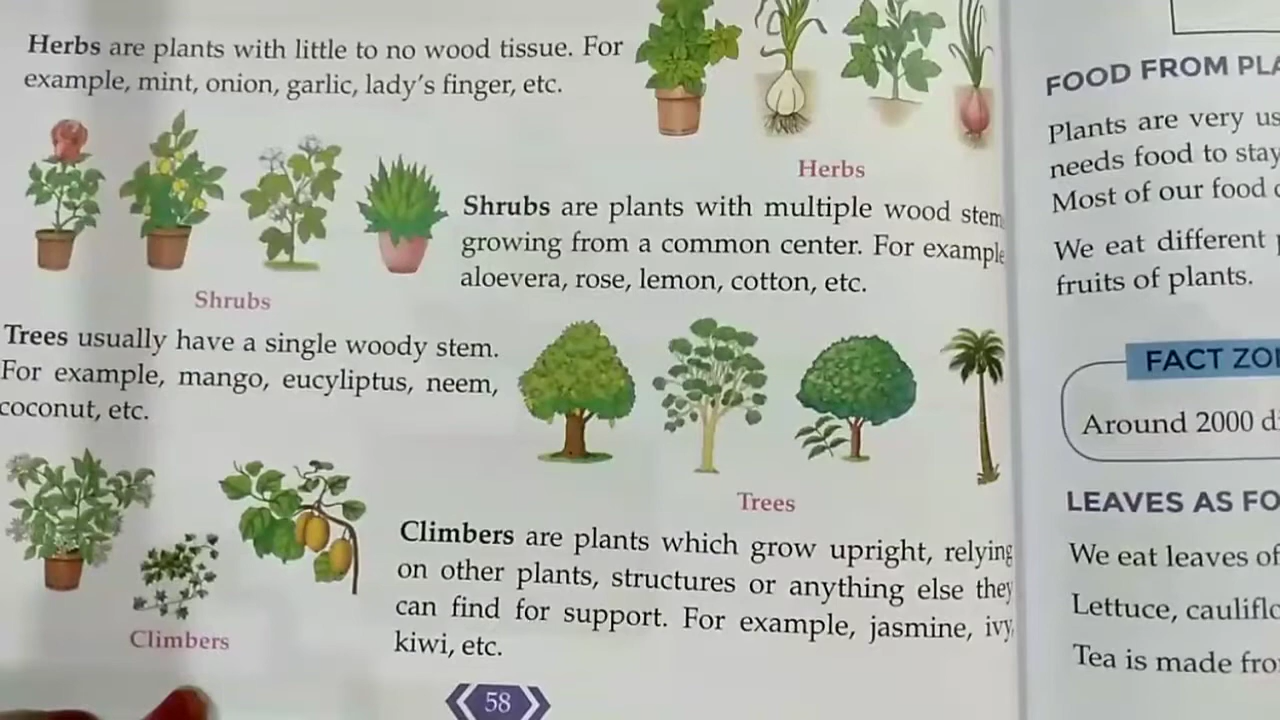 Herbs are plants with little to no wood tissue. For
example, mint, onion, garlic, lady's finger, etc.
Herbs
Shrubs are plants with multiple wood stem
growing from a common center. For example
aloevera, rose, lemon, cotton, etc.
Shrubs
Trees usually have a single woody stem.
For example, mango, eucyliptus, neem,
coconut, etc.
Trees
Climbers are plants which grow upright, relying
on other plants, structures or anything else they
can find for support. For example, jasmine, ivy,
kiwi, etc.
Climbers
58
FOOD FROM
Plants are very
needs food to stay
Most of our food
We eat different
fruits of plants.
FACT
Around 2000
LEAVES AS
We eat leaves of
Lettuce,
Tea is made